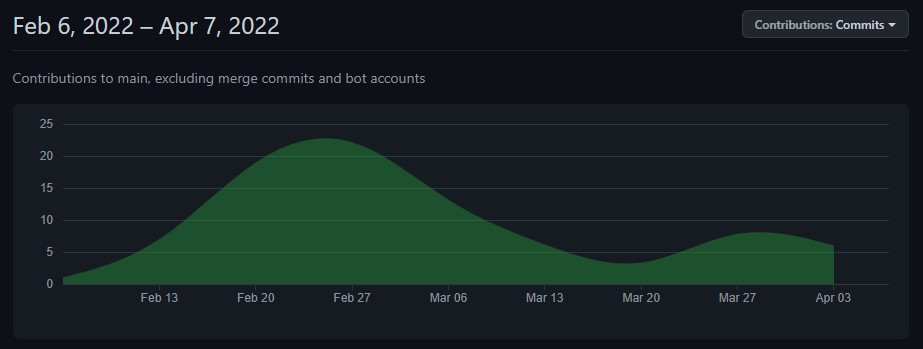 Feb 6, 2022 – Apr 7, 2022
Contributions: Commits
Contributions to main, excluding merge commits and bot accounts
25
20
15
10
5
0
Feb 13 Feb 20 Feb 27 Mar 06 Mar 13 Mar 20 Mar 27 Apr 03